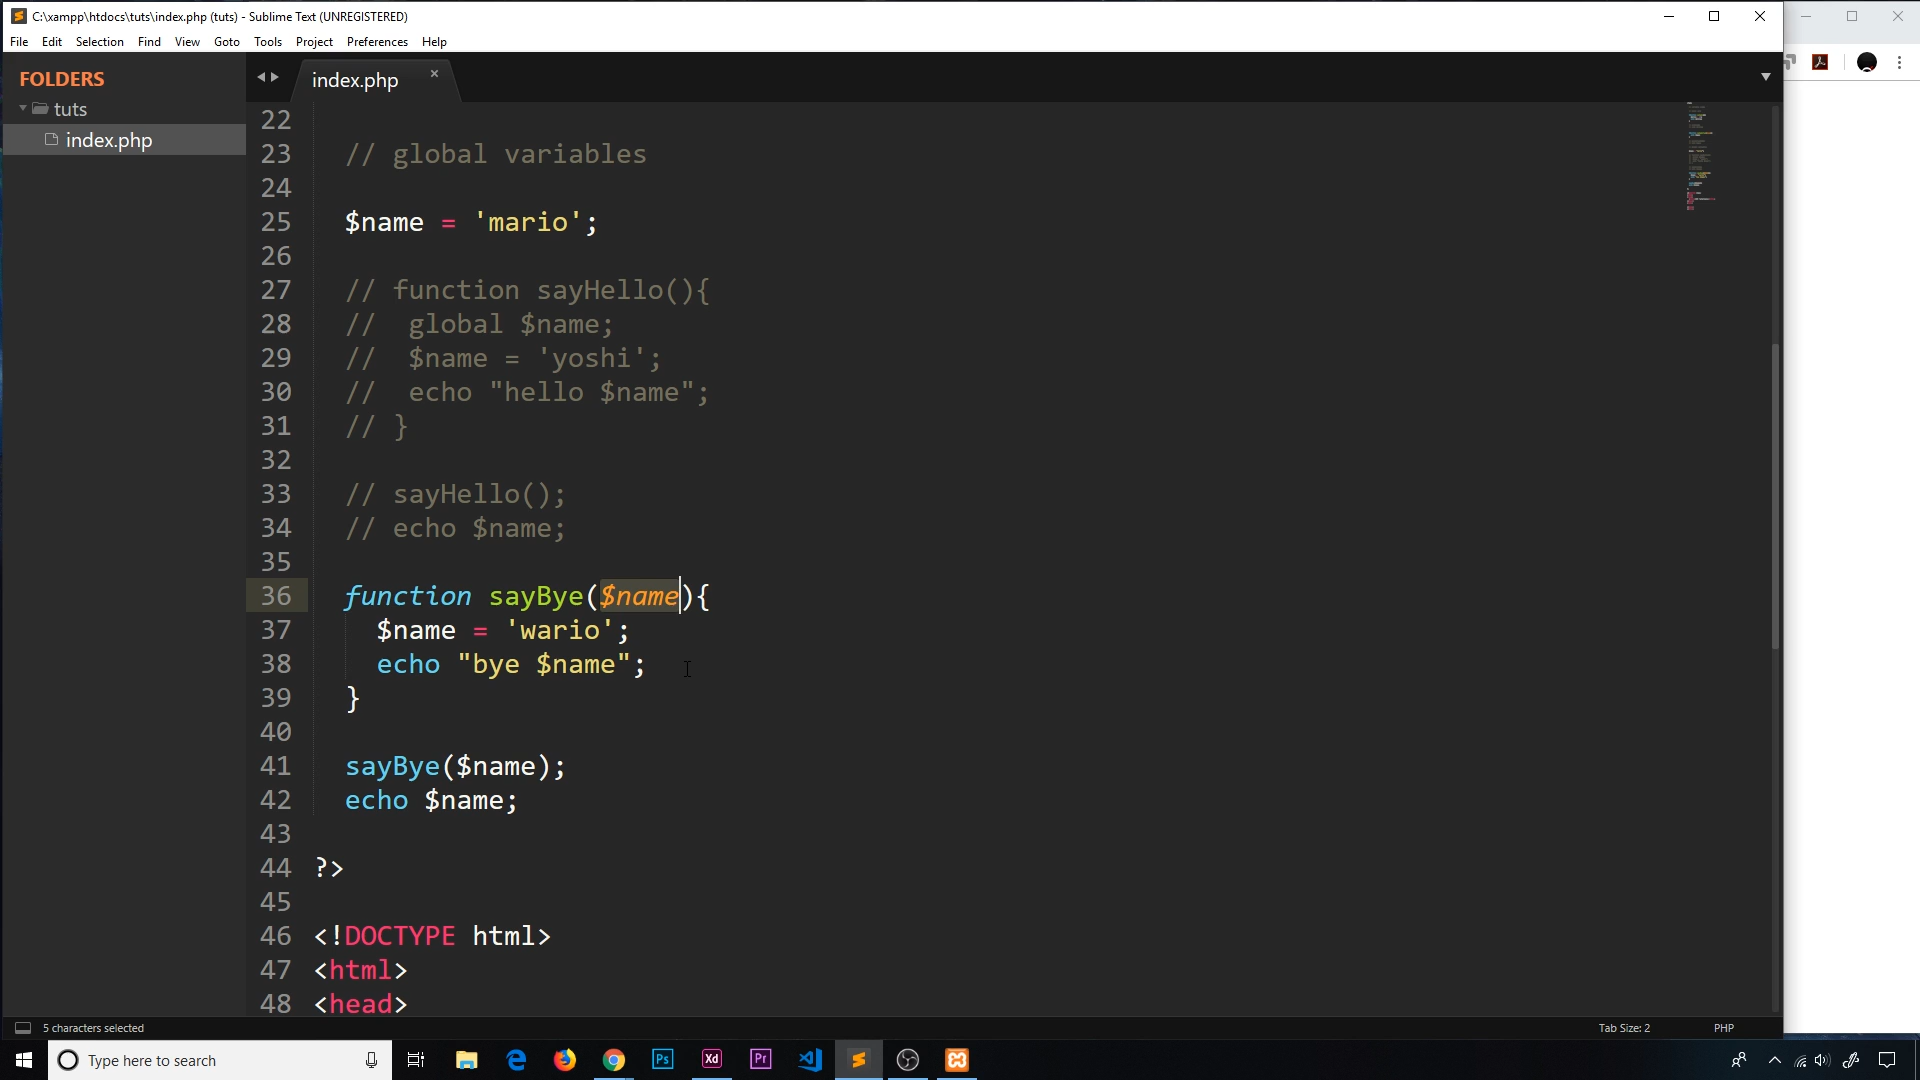 C:\xampp\htdocs\tuts\index.php (tuts) - Sublime Text (UNREGISTERED)
File Edit Selection Find View Goto Tools Project Preferences Help
FOLDERS
tuts
index.php
index.php
22
23 // global variables
24
25 $name = 'mario';
26
27 // function sayHello(){
28 //  global $name;
29 //  $name = 'yoshi';
30 //  echo "hello $name";
31 // }
32
33 // sayHello();
34 // echo $name;
35
36 function sayBye($name){
37 $name = 'wario';
38 echo "bye $name";
39 }
40
41 sayBye($name);
42 echo $name;
43
44 ?>
45
46 <!DOCTYPE html>
47 <html>
48 <head>
5 characters selected
Tab Size: 2
PHP
Type here to search
Ps
Xd
Pr